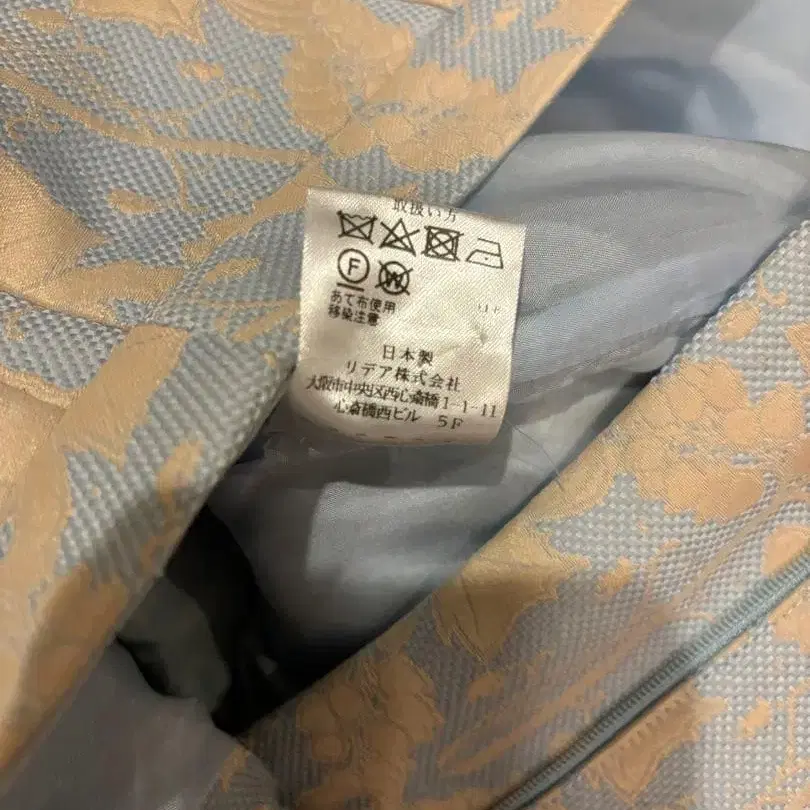 取扱い方
F W
あて布使用
移染注意
日本製
リデア株式会社
大阪市中央区西心斎橋1-1-11
心斎橋西ビル 5F